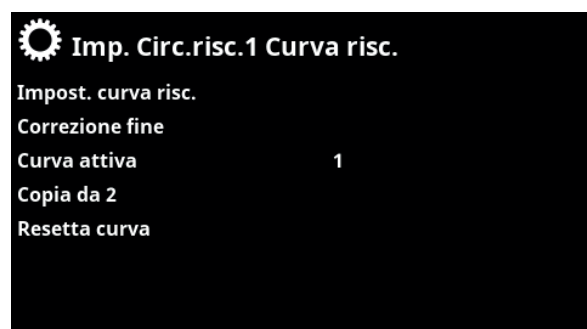 Imp. Circ.risc.1 Curva risc.
Impost. curva risc.
Correzione fine
Curva attiva 1
Copia da 2
Resetta curva